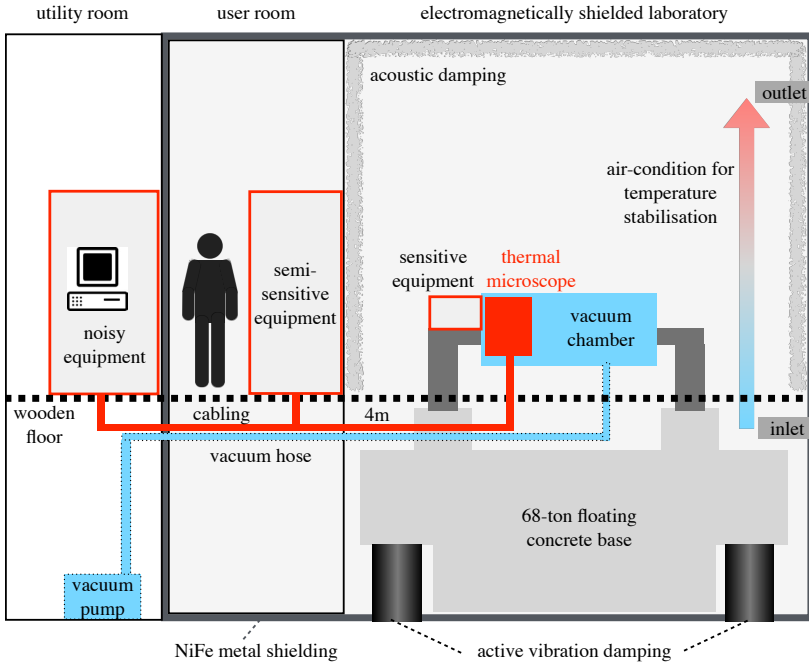 utility room
user room
electromagnetically shielded laboratory
acoustic damping
outlet
air-condition for
temperature
stabilisation
sensitive
equipment
thermal
microscope
semi-
sensitive
equipment
noisy
equipment
vacuum
chamber
wooden
floor
cabling
4m
inlet
vacuum hose
68-ton floating
concrete base
vacuum
pump
NiFe metal shielding
active vibration damping